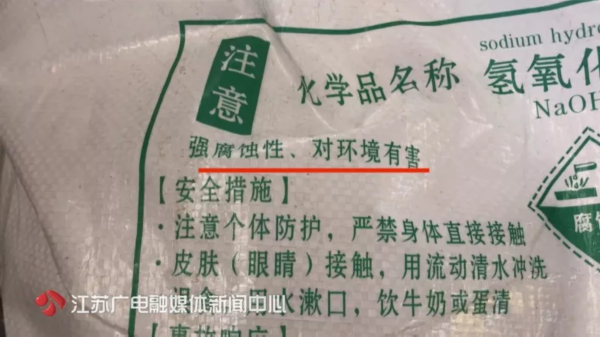 注意
sodium hydro
化学品名称 氢氧化
NaOH
强腐蚀性、对环境有害
【安全措施】
·注意个体防护，严禁身体直接接触
·皮肤（眼睛）接触，用流动清水冲洗
水漱口，饮牛奶或蛋清
腐
江苏广电融媒体新闻中心